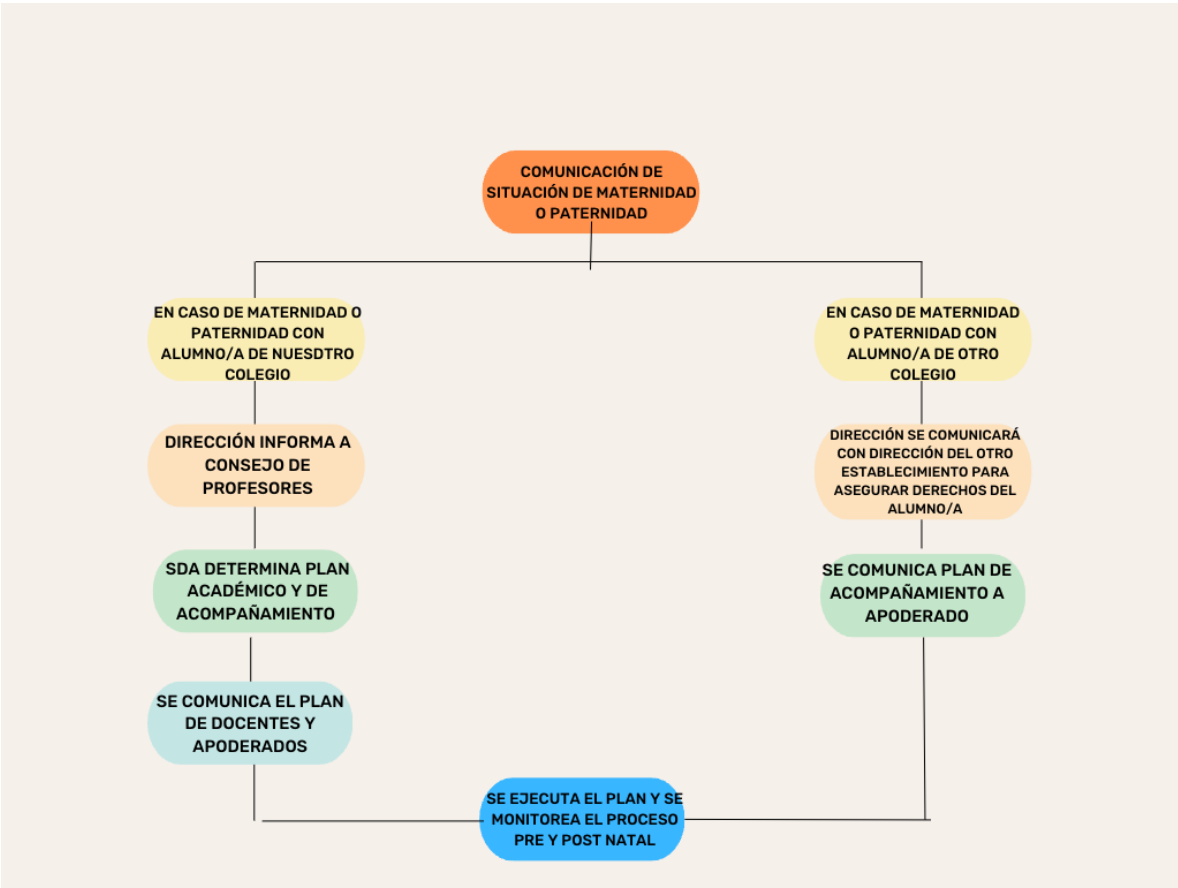 COMUNICACIÓN DE
SITUACIÓN DE MATERNIDAD
O PATERNIDAD
EN CASO DE MATERNIDAD O
PATERNIDAD CON
ALUMNO/A DE NUESDTRO
COLEGIO
EN CASO DE MATERNIDAD
O PATERNIDAD CON
ALUMNO/A DE OTRO
COLEGIO
DIRECCIÓN INFORMA A
CONSEJO DE
PROFESORES
DIRECCIÓN SE COMUNICARÁ
CON DIRECCIÓN DEL OTRO
ESTABLECIMIENTO PARA
ASEGURAR DERECHOS DEL
ALUMNO/A
SDA DETERMINA PLAN
ACADÉMICO Y DE
ACOMPAÑAMIENTO
SE COMUNICA PLAN DE
ACOMPAÑAMIENTO A
APODERADO
SE COMUNICA EL PLAN
DE DOCENTES Y
APODERADOS
SE EJECUTA EL PLAN Y SE
MONITOREA EL PROCESO
PRE Y POST NATAL